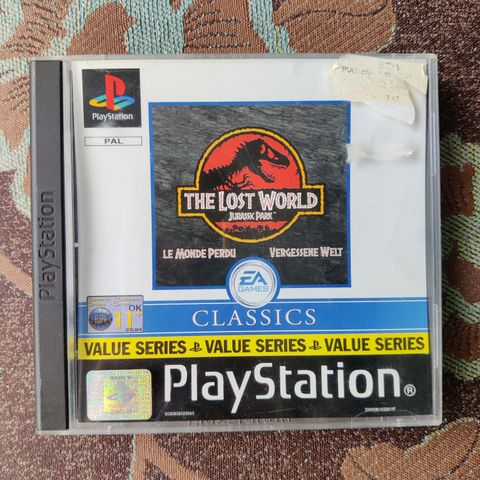 PlayStation
PlayStation
PAL
THE LOST WORLD
JURASSIC PARK
LE MONDE PERDU
VERGESSENE WELT
EA
GAMES
CLASSICS
OK
11+
VALUE SERIES VALUE SERIES VALUE SERIES
PlayStation®